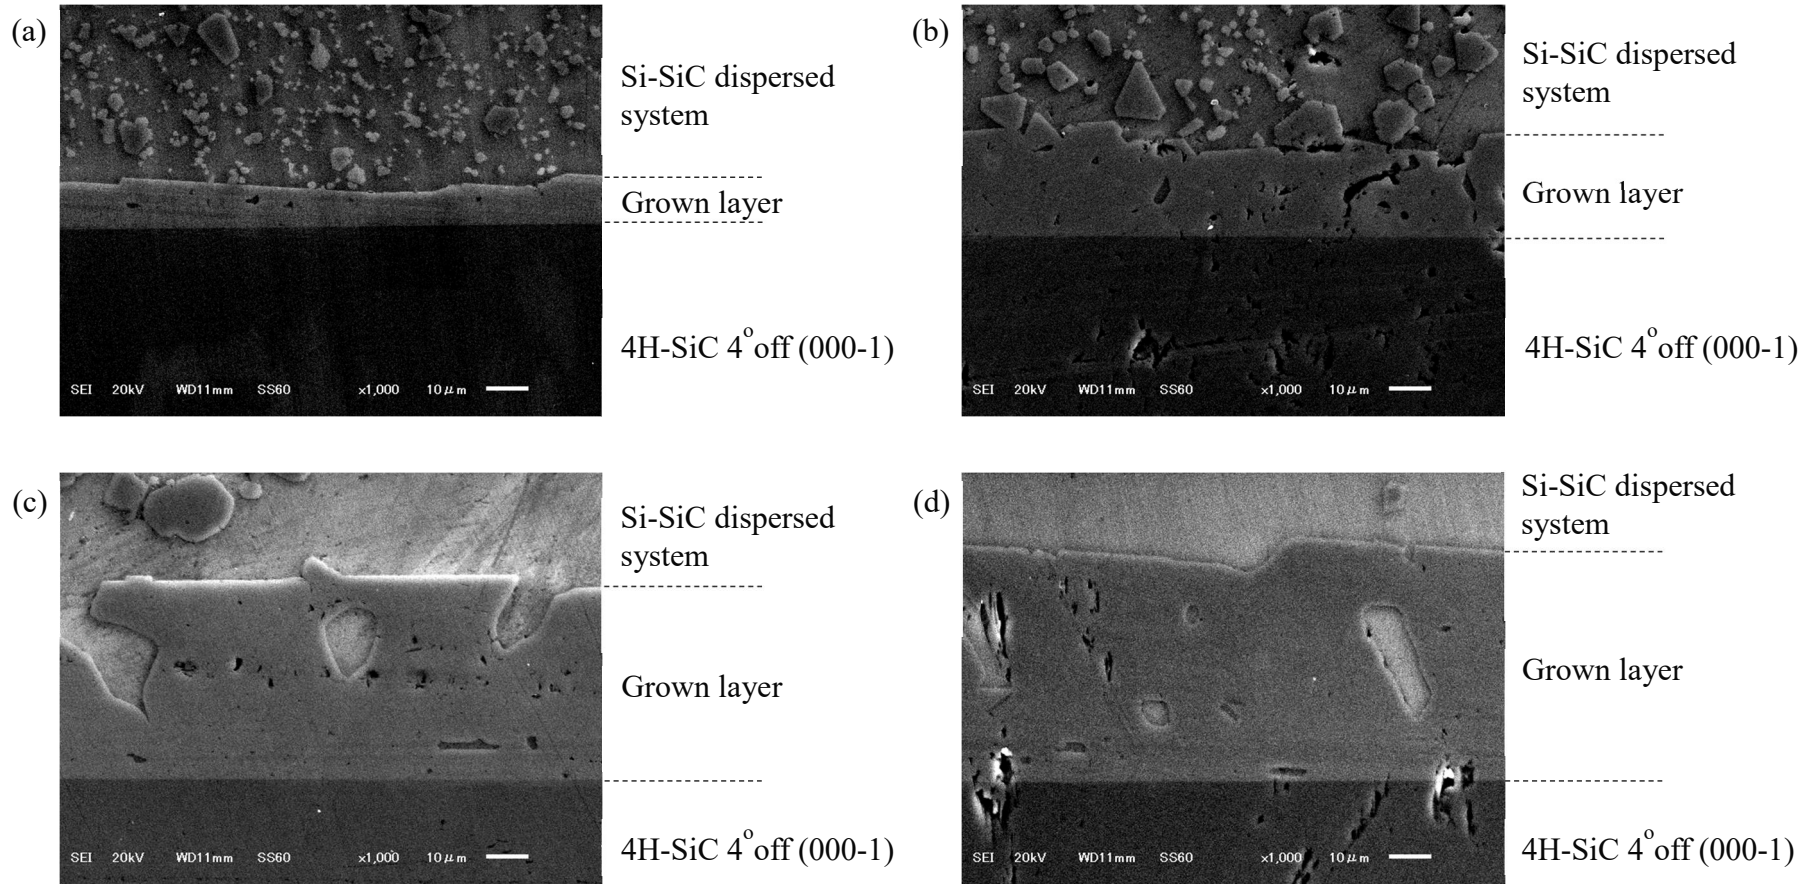 (a)
Si-SiC dispersed
system
Grown layer
4H-SiC 4°off (000-1)
SEI 20kV WD11mm SS60 x1,000 10μm
(b)
Si-SiC dispersed
system
Grown layer
4H-SiC 4°off (000-1)
SEI 20kV WD11mm SS60 x1,000 10μm
(c)
Si-SiC dispersed
system
Grown layer
4H-SiC 4°off (000-1)
SEI 20kV WD11mm SS60 x1,000 10μm
(d)
Si-SiC dispersed
system
Grown layer
4H-SiC 4°off (000-1)
SEI 20kV WD11mm SS60 x1,000 10μm